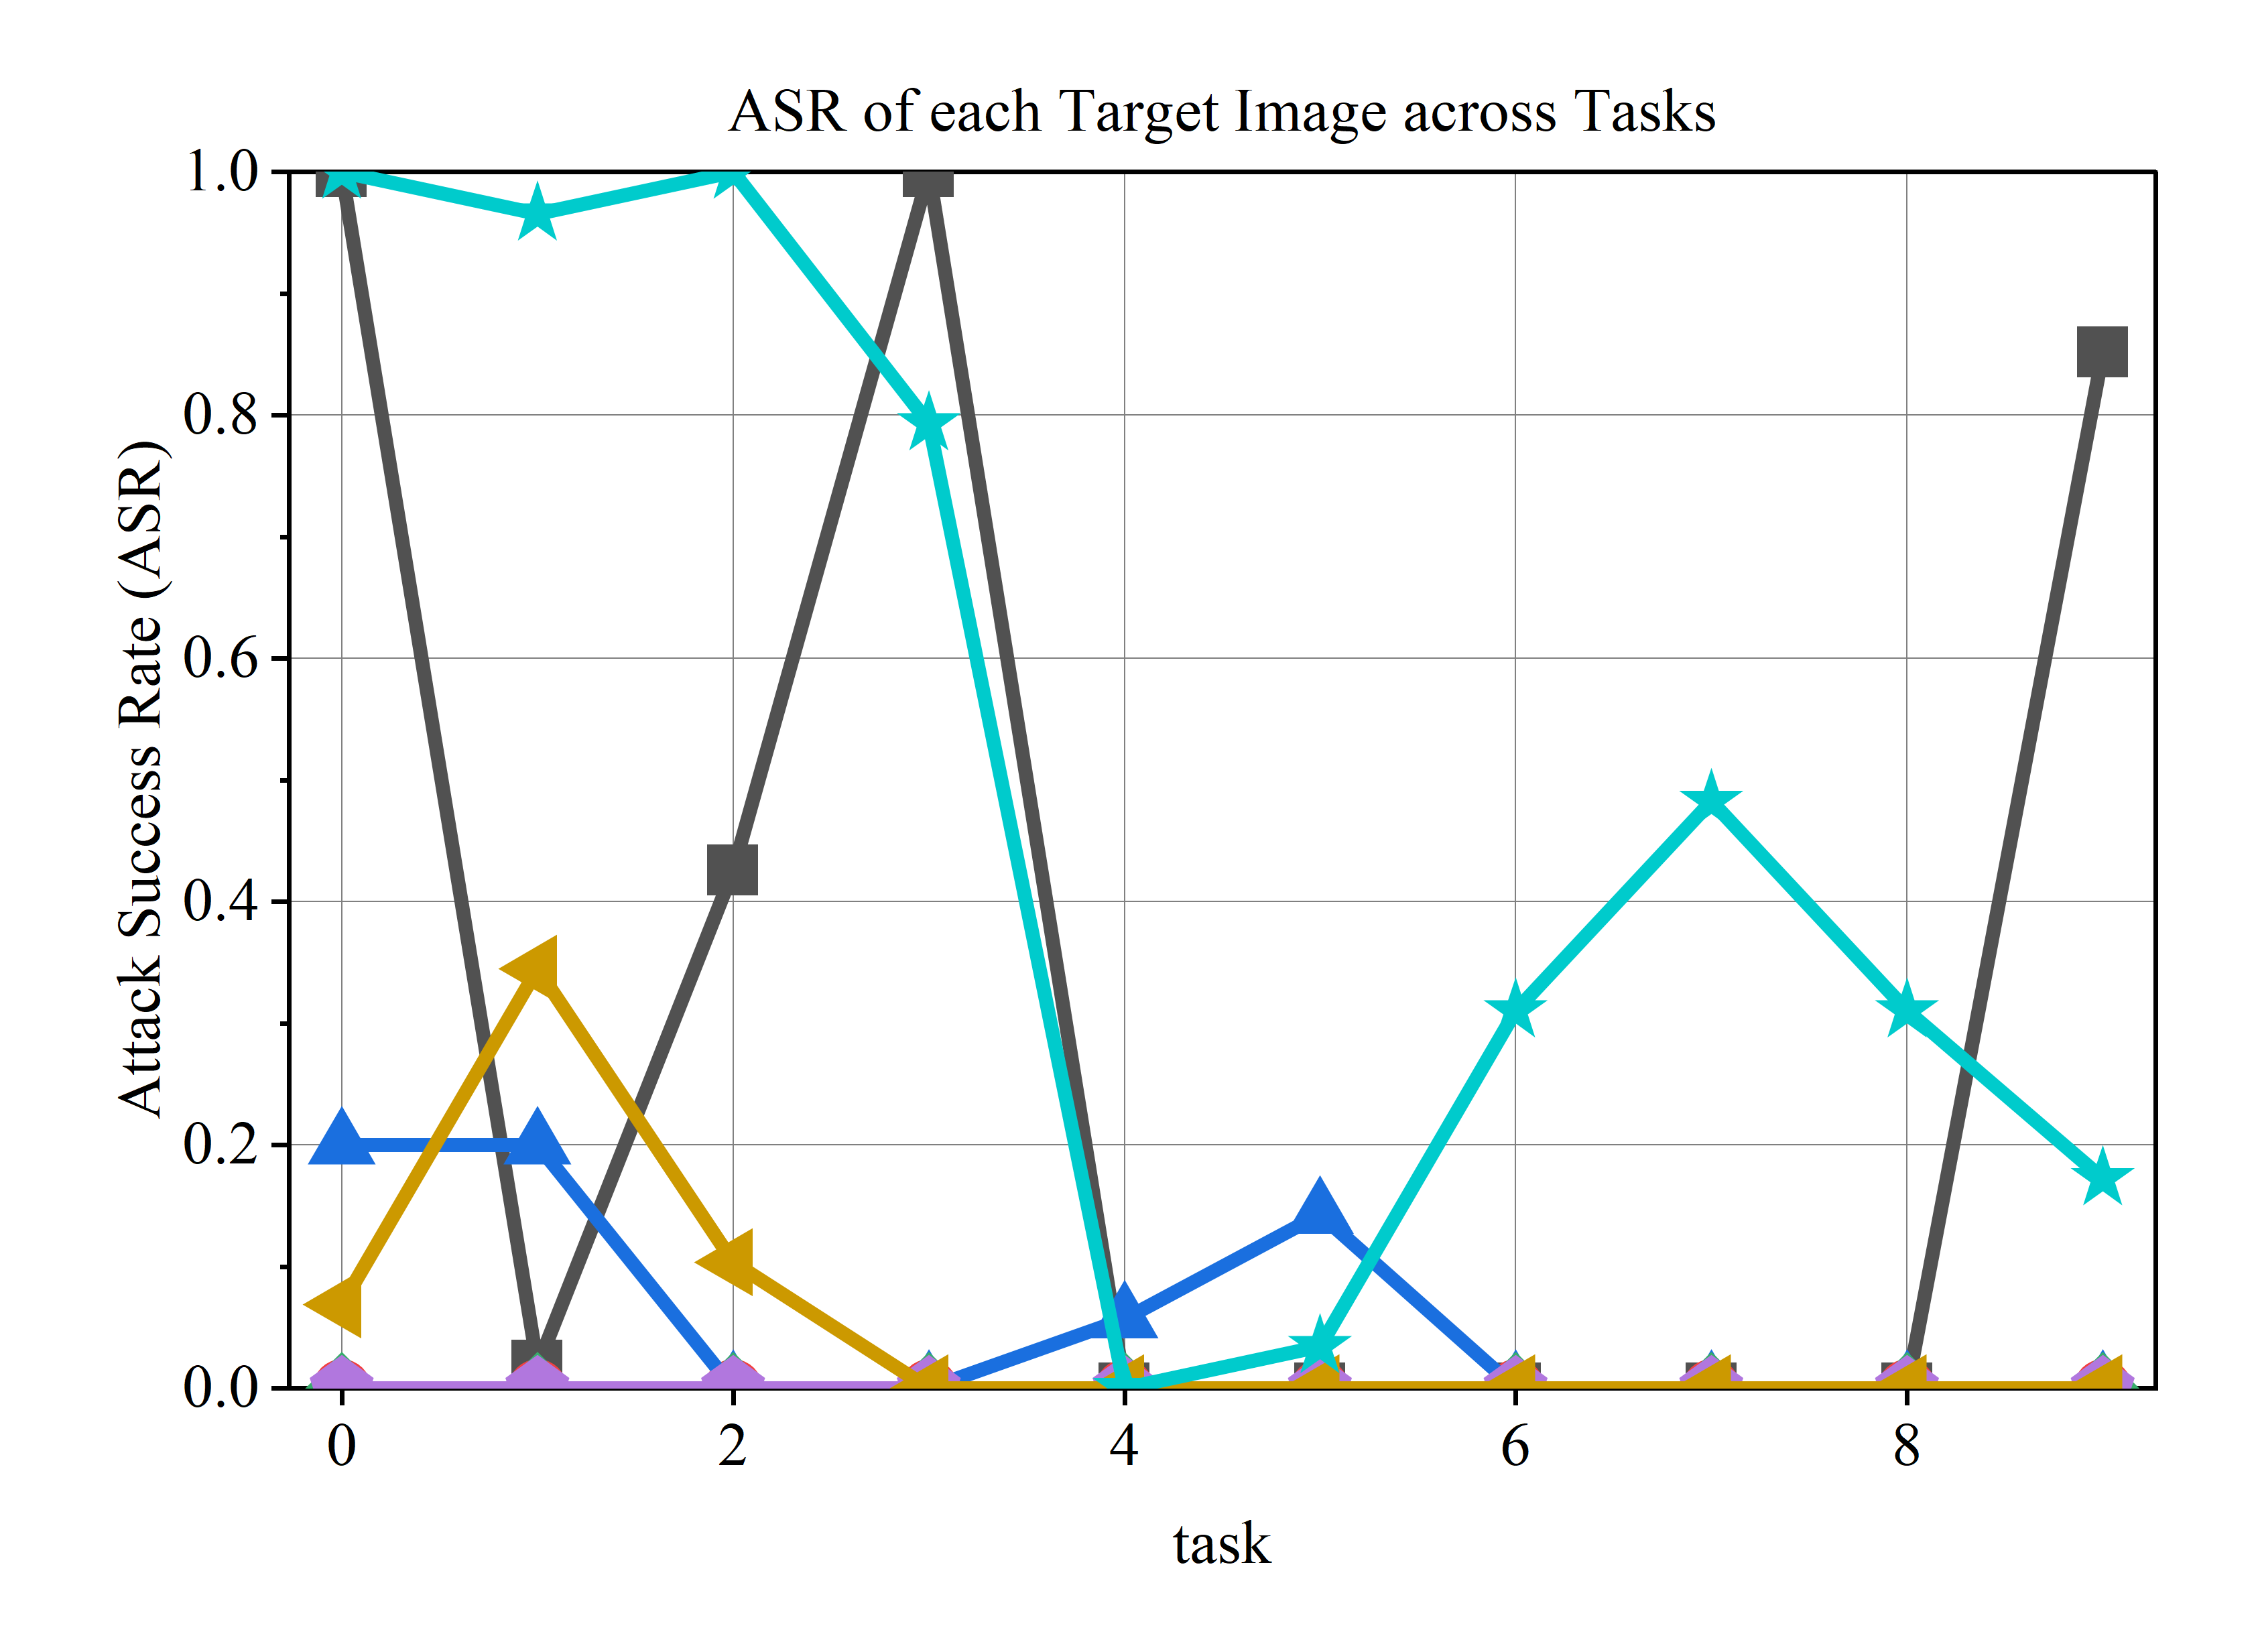 ASR of each Target Image across Tasks
Attack Success Rate (ASR)
1.0
0.8
0.6
0.4
0.2
0.0
0 2 4 6 8
task